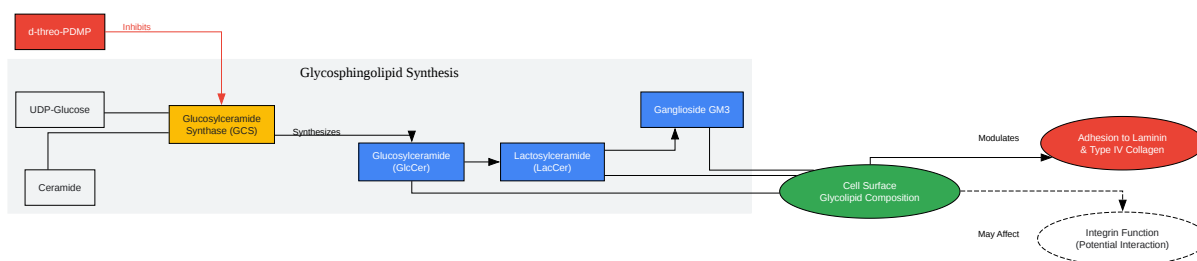 d-threo-PDMP
Inhibits
Glycosphingolipid Synthesis
UDP-Glucose
Glucosylceramide
Synthase (GCS)
Ceramide
Synthesizes
Glucosylceramide
(GlcCer)
Lactosylceramide
(LacCer)
Ganglioside GM3
Cell Surface
Glycolipid Composition
Modulates
Adhesion to Laminin
& Type IV Collagen
May Affect
Integrin Function
(Potential Interaction)